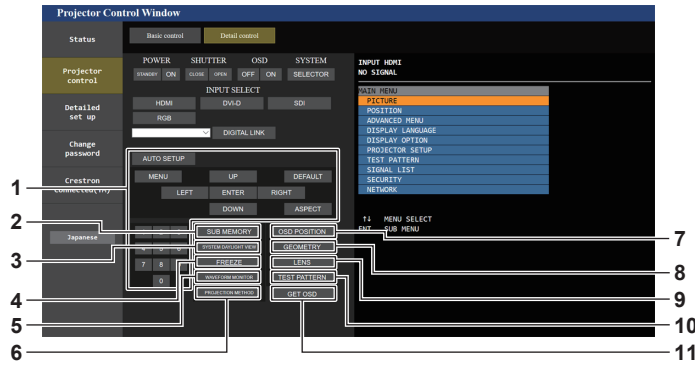 Projector Control Window
Status
Basic control
Detail control
POWER SHUTTER OSD SYSTEM
STANDBY ON CLOSE OPEN OFF ON SELECTOR
INPUT SELECT
HDMI DVI-D SDI
RGB
DIGITAL LINK
Projector
control
Detailed
set up
Change
password
Crestron
Connected(TM)
Japanese
AUTO SETUP
MENU UP DEFAULT
LEFT ENTER RIGHT
DOWN ASPECT
SUB MEMORY OSD POSITION
SYSTEM DAYLIGHT VIEW GEOMETRY
7 8
FREEZE LENS
0
WAVEFORM MONITOR TEST PATTERN
PROJECTION METHOD GET OSD
INPUT HDMI
NO SIGNAL
MAIN MENU
PICTURE
POSITION
ADVANCED MENU
DISPLAY LANGUAGE
DISPLAY OPTION
PROJECTOR SETUP
TEST PATTERN
SIGNAL LIST
SECURITY
NETWORK
↑↓ MENU SELECT
ENT SUB MENU
1
2
3
4
5
6
7
8
9
10
11